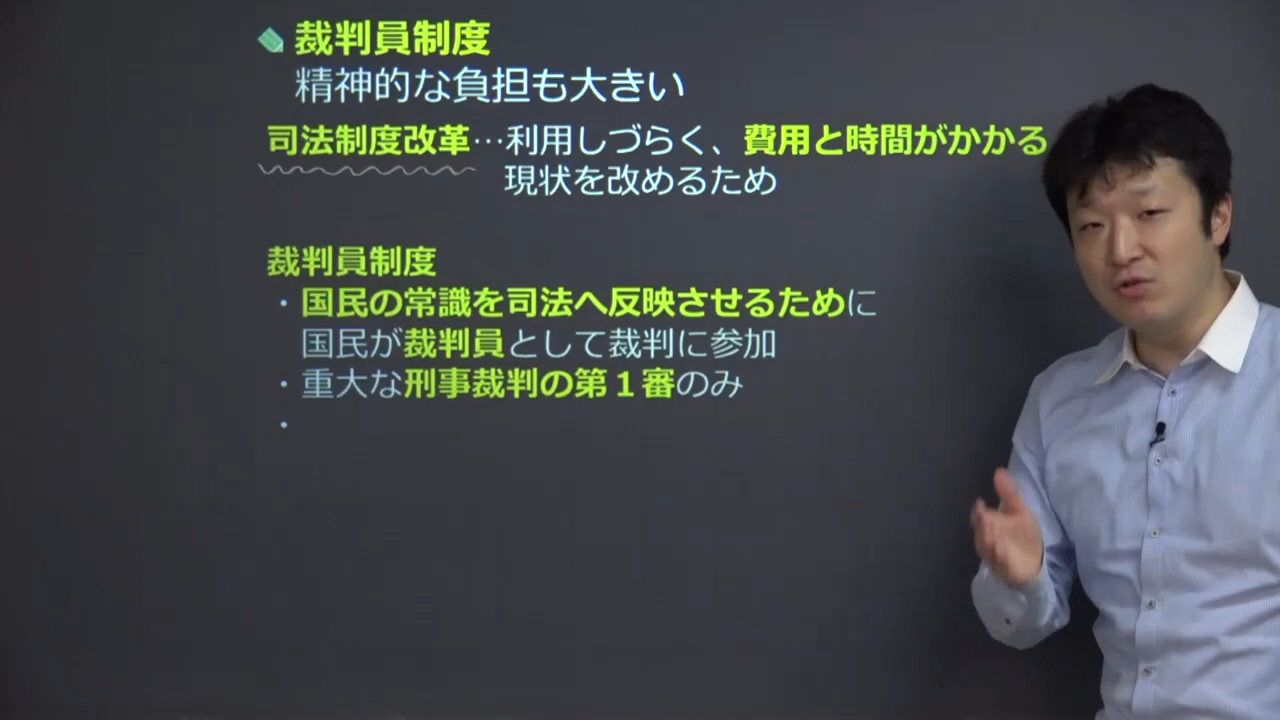 裁判員制度
精神的な負担も大きい
司法制度改革…利用しづらく、費用と時間がかかる
現状を改めるため
裁判員制度
・国民の常識を司法へ反映させるために
国民が裁判員として裁判に参加
・重大な刑事裁判の第１審のみ
・